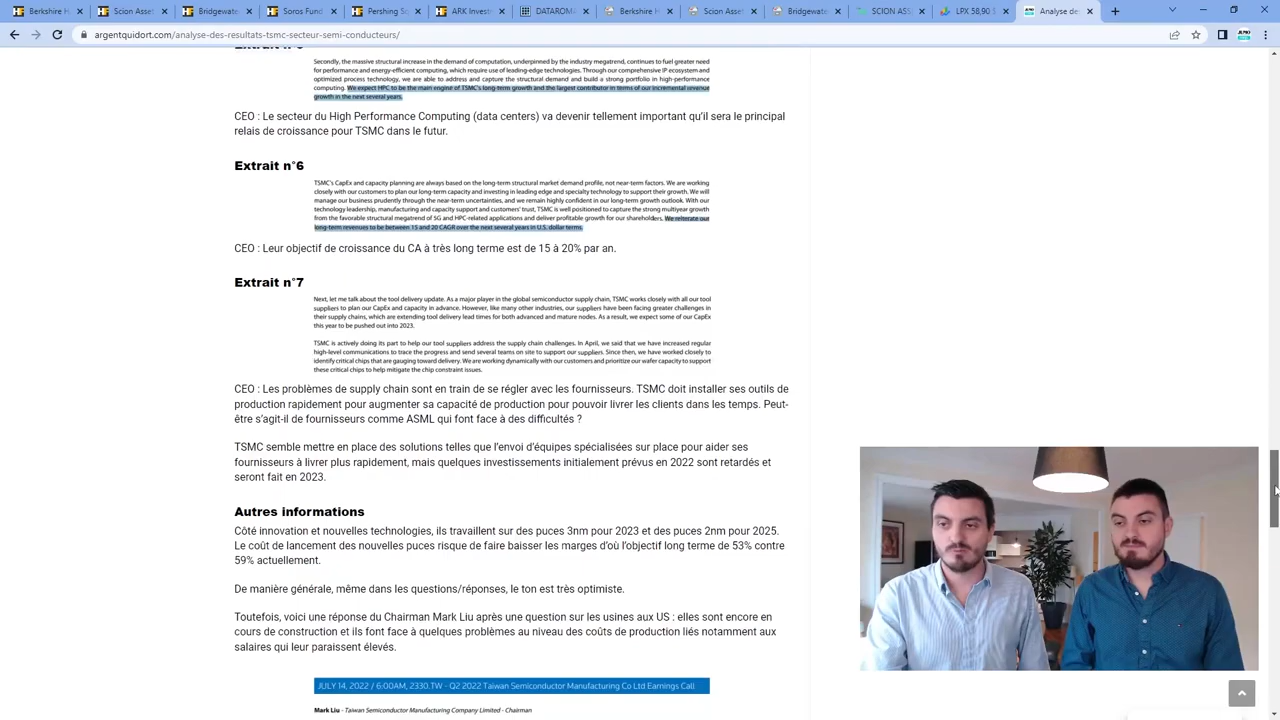 Birkenstock
Scion Asse
Bridgewate
Berkshire H
Scion Asset
Bridgewate
GOLD 1 72
EUR/USD 1
GOLDEN ASIA
CSX 58,90 1
Analyse des
argentquidort.com/analyse-des-resultats-tsmc-secteur-semi-conducteurs/
Secondly, the massive structural increase in the demand of computation, underpinned by the industry megatrend, continues to fuel greater need
for performance and energy-efficient computing, which require use of leading-edge technologies. Through our comprehensive IP ecosystem and
optimized process technology, we are able to address and capture the structural demand and build a strong portfolio in high-performance
computing. We expect HPC to be the main engine of TSMC's long-term growth and the largest contributor in terms of our incremental revenue
growth in the next several years.
CEO : Le secteur du High Performance Computing (data centers) va devenir tellement important qu'il sera le principal
relais de croissance pour TSMC dans le futur.
Extrait n°6
TSMC's CapEx and capacity planning are always based on the long-term structural market demand profile, not near-term factors. We are working
closely with our customers to plan our long-term capacity and investing in leading edge and specialty technology to support their growth. We will
manage our business prudently through the near-term uncertainties, and we remain highly confident in our long-term growth outlook. With our
technology leadership, manufacturing and capacity support and customers' trust, TSMC is well positioned to capture the strong multiyear growth
from the favorable structural megatrend of 5G and HPC-related applications and deliver profitable growth for our shareholders. We reiterate our
long-term revenues to be between 15 and 20 CAGR over the next several years in U.S. dollar terms.
CEO : Leur objectif de croissance du CA à très long terme est de 15 à 20% par an.
Extrait n°7
Next, let me talk about the tool delivery update. As a major player in the global semiconductor supply chain, TSMC works closely with all our tool
suppliers to plan our CapEx and capacity in advance. However, like many other industries, our suppliers have been facing greater challenges in
their supply chains, which are extending tool delivery lead times for both advanced and mature nodes. As a result, we expect some of our CapEx
this year to be pushed out into 2023.
TSMC is actively doing its part to help our tool suppliers address the supply chain challenges. In April, we said that we have increased regular
high-level communications to trace the progress and send several teams on site to support our suppliers. Since then, we have worked closely to
identify critical chips that are gauging toward delivery. We are working dynamically with our customers and prioritize our wafer capacity to support
these critical chips to help mitigate the chip constraint issues.
CEO : Les problèmes de supply chain sont en train de se régler avec les fournisseurs. TSMC doit installer ses outils de
production rapidement pour augmenter sa capacité de production pour pouvoir livrer les clients dans les temps. Peut-
être s'agit-il de fournisseurs comme ASML qui font face à des difficultés ?
TSMC semble mettre en place des solutions telles que l'envoi d'équipes spécialisées sur place pour aider ses
fournisseurs à livrer plus rapidement, mais quelques investissements initialement prévus en 2022 sont retardés et
seront fait en 2023.
Autres informations
Côté innovation et nouvelles technologies, ils travaillent sur des puces 3nm pour 2023 et des puces 2nm pour 2025.
Le coût de lancement des nouvelles puces risque de faire baisser les marges d'où l'objectif long terme de 53% contre
59% actuellement.
De manière générale, même dans les questions/réponses, le ton est très optimiste.
Toutefois, voici une réponse du Chairman Mark Liu après une question sur les usines aux US : elles sont encore en
cours de construction et ils font face à quelques problèmes au niveau des coûts de production liés notamment aux
salaires qui leur paraissent élevés.
JULY 14, 2022 / 6:00AM, 2330.TW - Q2 2022 Taiwan Semiconductor Manufacturing Co Ltd Earnings Call
Mark Liu - Taiwan Semiconductor Manufacturing Company Limited - Chairman